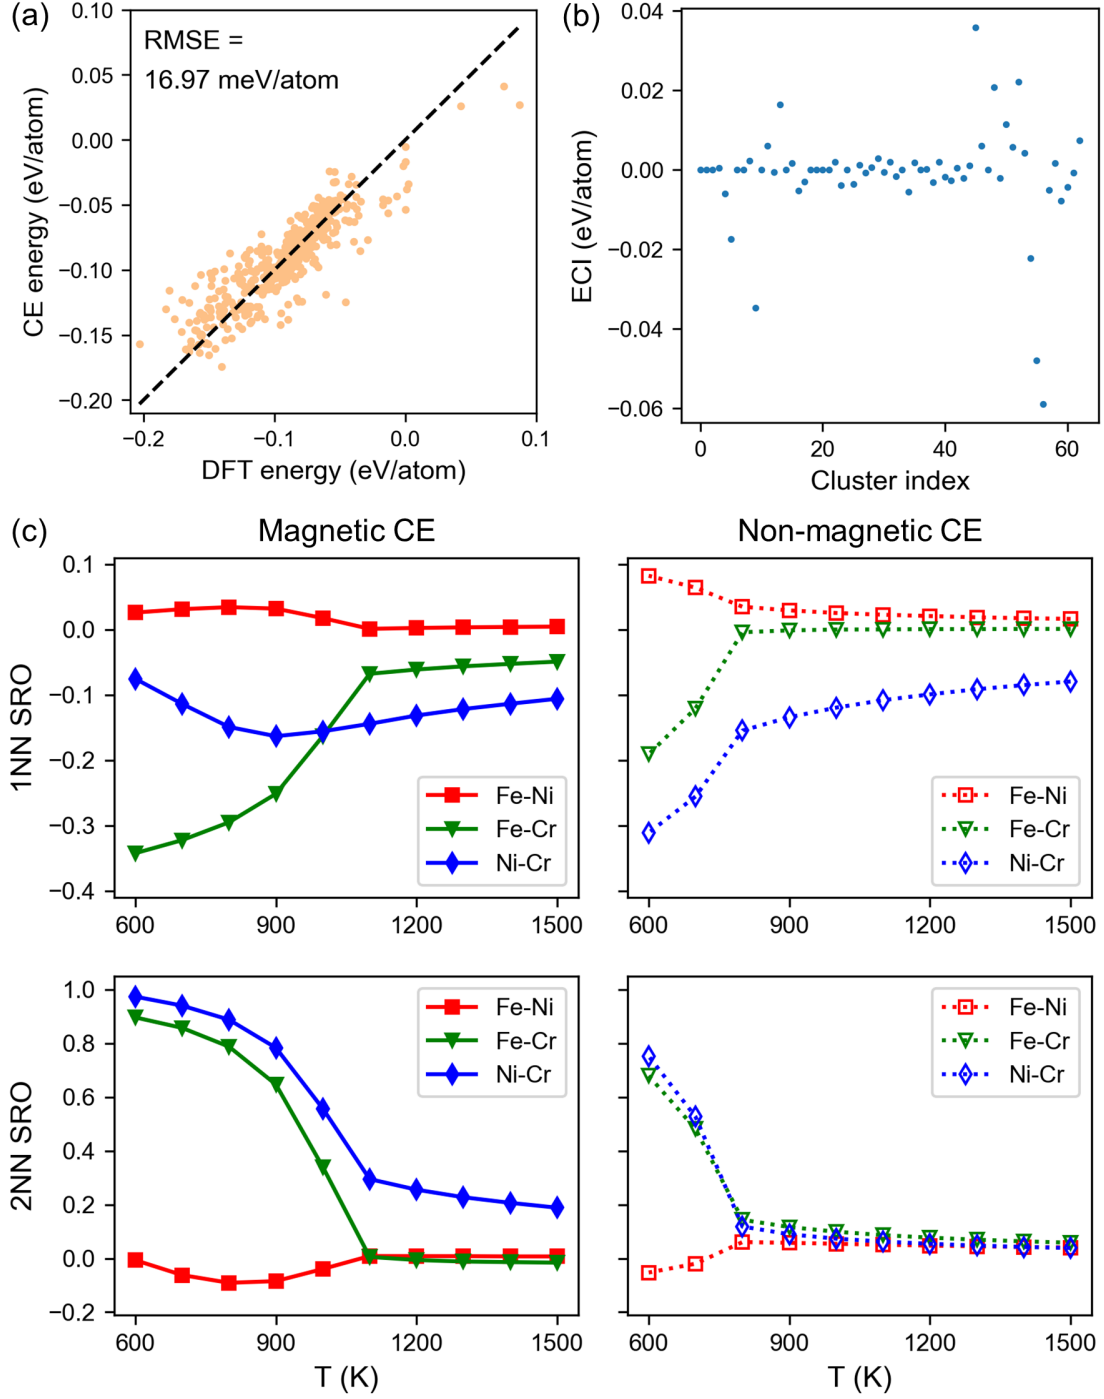 (a)
RMSE =
16.97 meV/atom
CE energy (eV/atom)
0.10
0.05
0.00
−0.05
−0.10
−0.15
−0.20
−0.2 −0.1 0.0 0.1
DFT energy (eV/atom)
(b)
ECI (eV/atom)
0.04
0.02
0.00
−0.02
−0.04
−0.06
0 20 40 60
Cluster index
(c)
Magnetic CE
Non-magnetic CE
1NN SRO
0.1
0.0
−0.1
−0.2
−0.3
−0.4
Fe-Ni
Fe-Cr
Ni-Cr
600 900 1200 1500
Fe-Ni
Fe-Cr
Ni-Cr
600 900 1200 1500
2NN SRO
1.0
0.8
0.6
0.4
0.2
0.0
−0.2
Fe-Ni
Fe-Cr
Ni-Cr
600 900 1200 1500
T (K)
Fe-Ni
Fe-Cr
Ni-Cr
600 900 1200 1500
T (K)